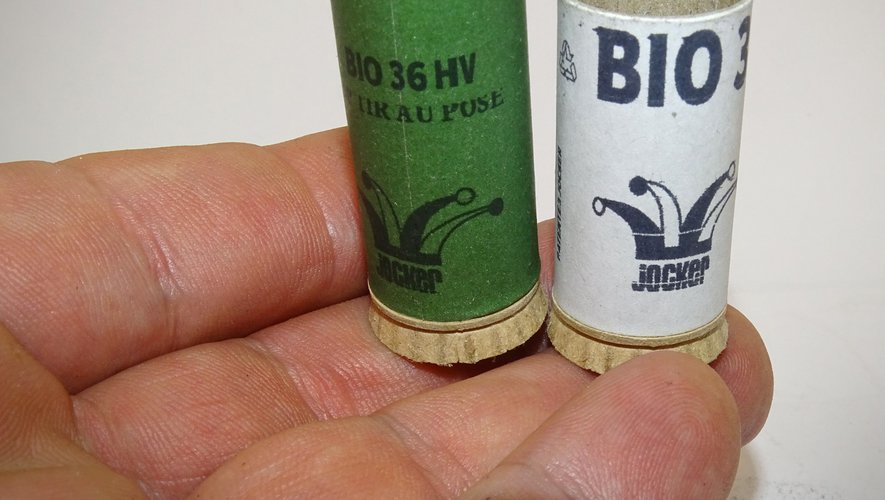 BIO 36 HV
TIR AU POSE
Jocker
BIO 3
Jocker